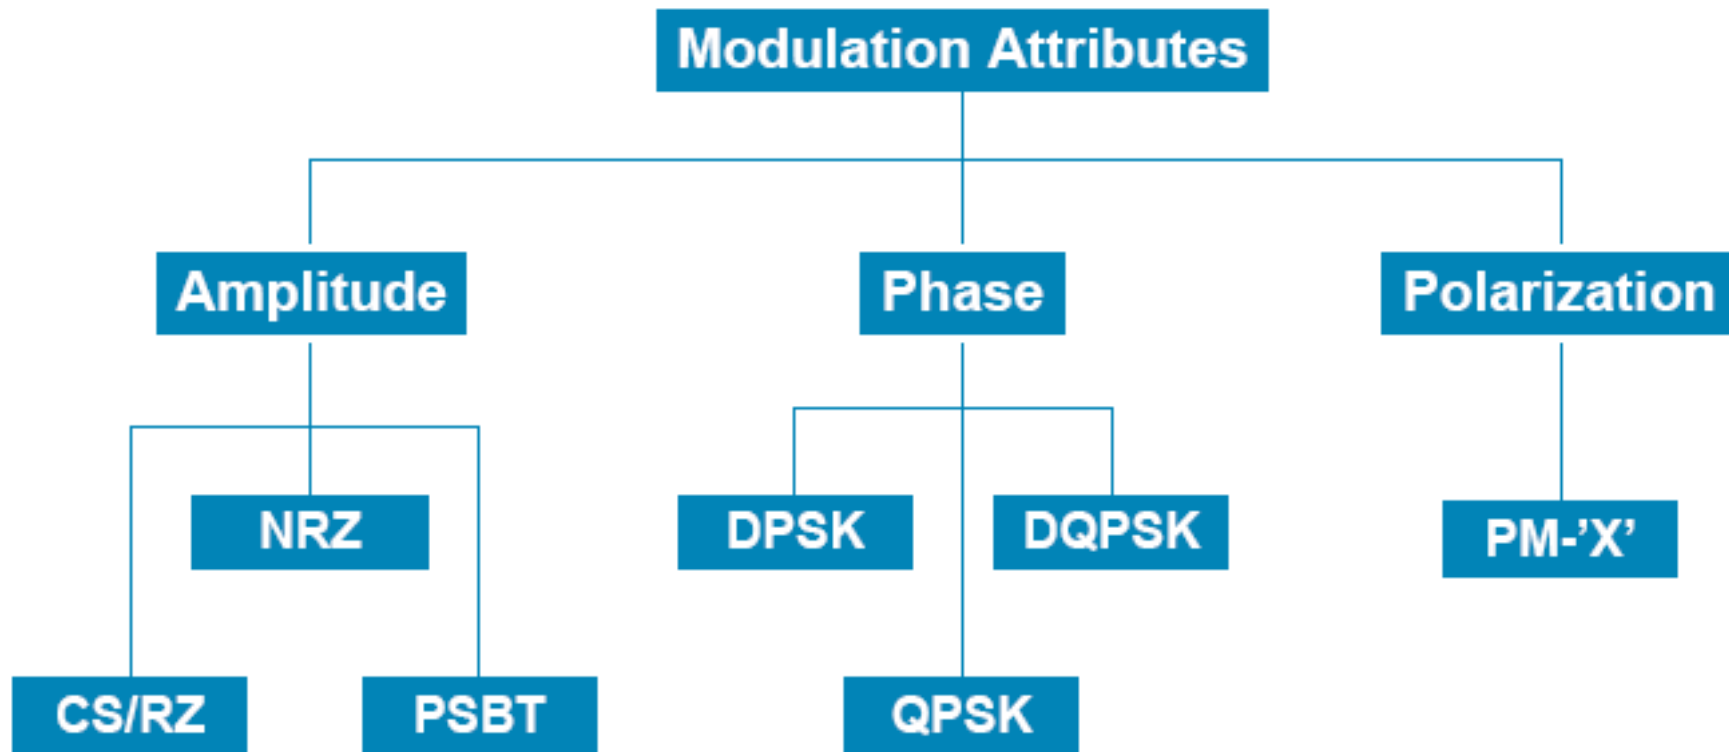 Modulation Attributes
Amplitude
Phase
Polarization
NRZ
DPSK
DQPSK
PM-’X’
CS/RZ
PSBT
QPSK